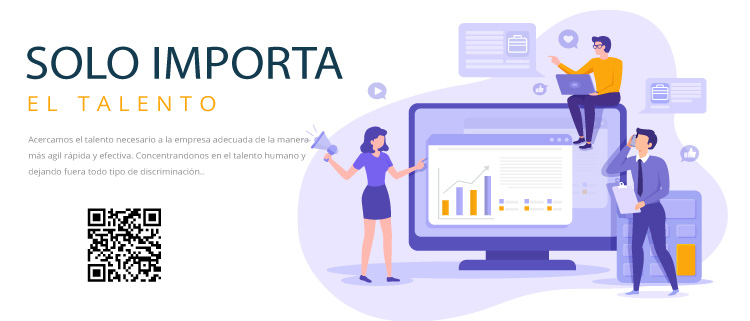 SOLO IMPORTA
EL TALENTO
Acercamos el talento necesario a la empresa adecuada de la manera
más agil rápida y efectiva. Concentrandonos en el talento humano y
dejando fuera todo tipo de discriminación..